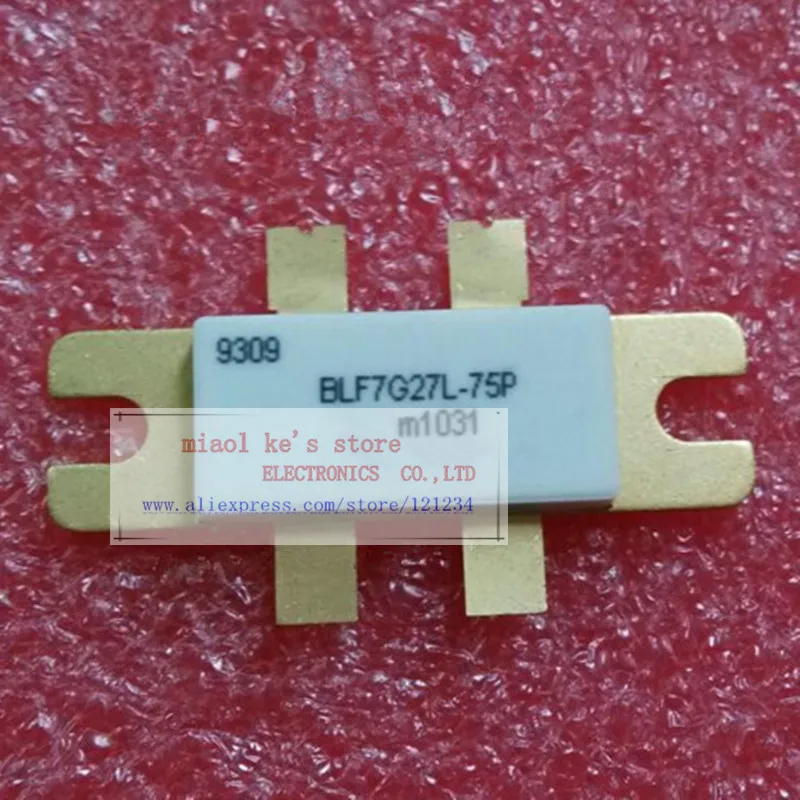 9309
BLF7G27L-75P
m1031
miaol ke's store
ELECTRONICS CO.,LTD
www.aliexpress.com/store/121234